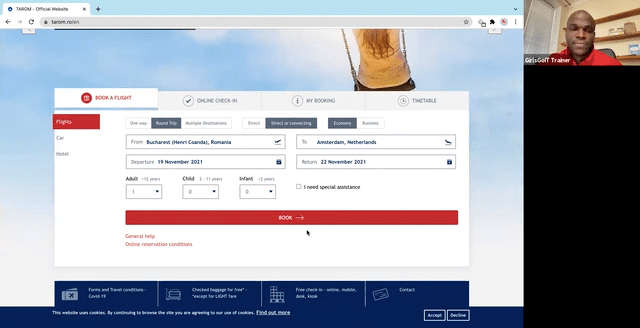 TAROM - Official Website
tarom.ro/en
BOOK A FLIGHT
ONLINE CHECK-IN
MY BOOKING
TIMETABLE
Flights
Car
Hotel
One way Round Trip Multiple Destinations Direct Direct or connecting Economy Business
From Bucharest (Henri Coanda), Romania
To Amsterdam, Netherlands
Departure 19 November 2021
Return 22 November 2021
Adult >12 years Child 2 - 11 years Infant <2 years
1 0 0
I need special assistance
BOOK
General help
Online reservation conditions
Forms and Travel conditions -
Covid-19
Checked baggage for free* -
*except for LIGHT fare
Free check-in - online, mobile,
desk, kiosk
Contact
This website uses cookies. By continuing to browse the site you are agreeing to our use of cookies. Find out more
Accept Decline
GirlsGolf Trainer